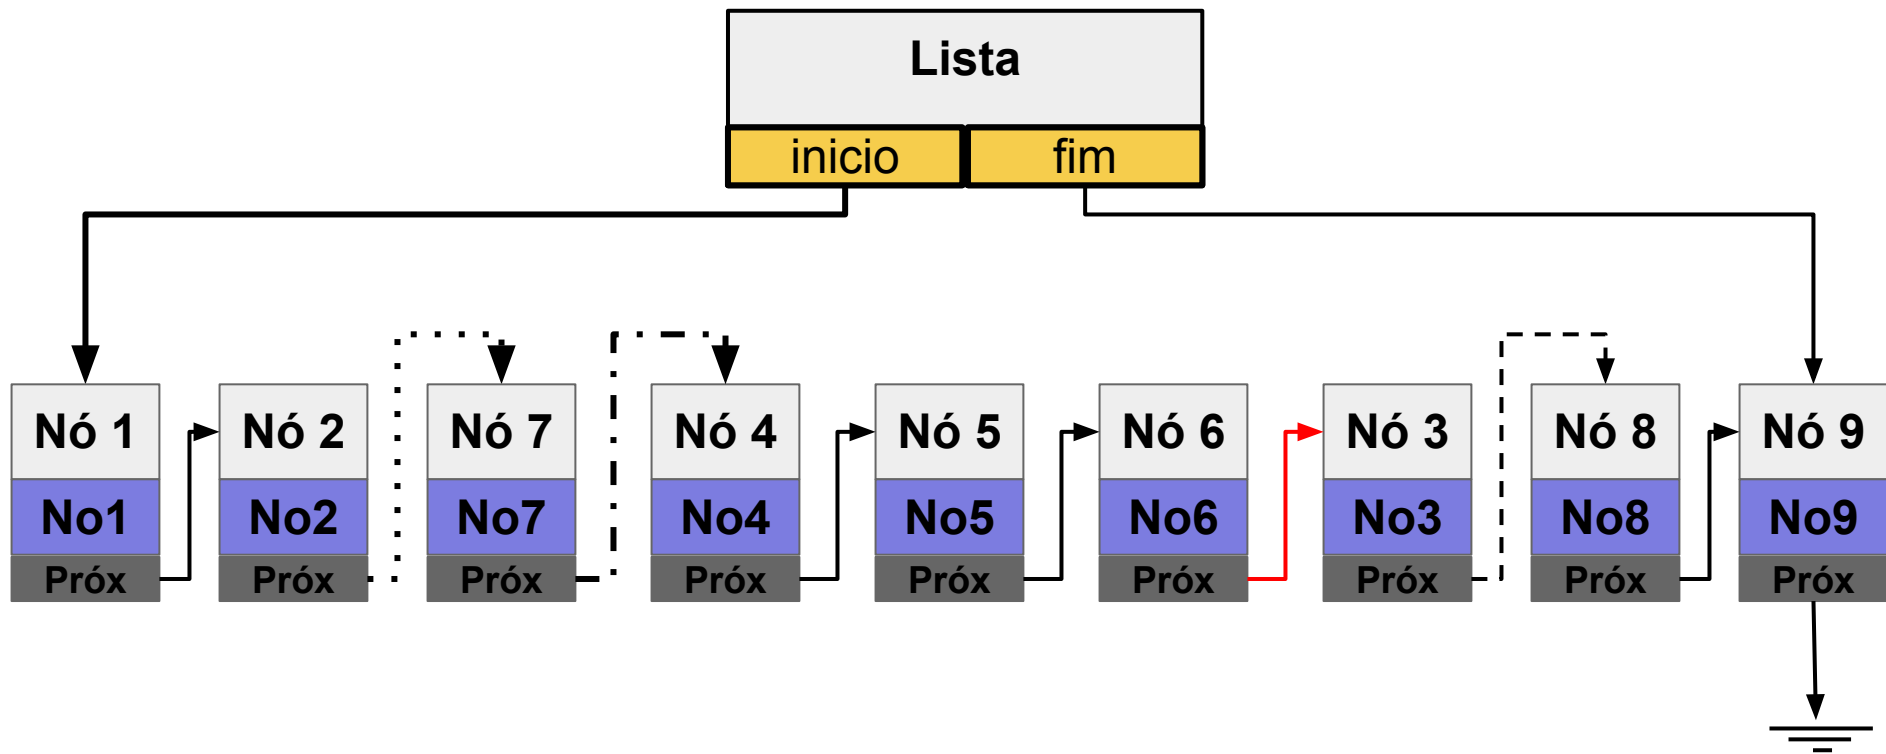 Lista
inicio fim
Nó 1 Nó 2 Nó 7 Nó 4 Nó 5 Nó 6 Nó 3 Nó 8 Nó 9
No1 No2 No7 No4 No5 No6 No3 No8 No9
Próx Próx Próx Próx Próx Próx Próx Próx Próx